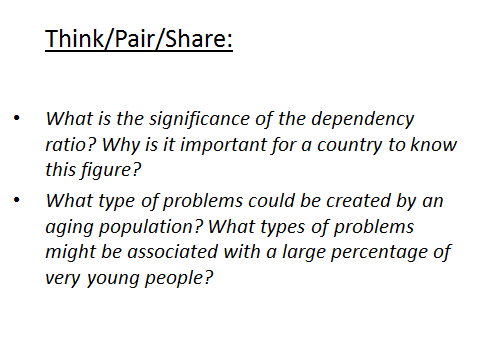 Think/Pair/Share:
• What is the significance of the dependency
ratio? Why is it important for a country to know
this figure?
• What type of problems could be created by an
aging population? What types of problems
might be associated with a large percentage of
very young people?